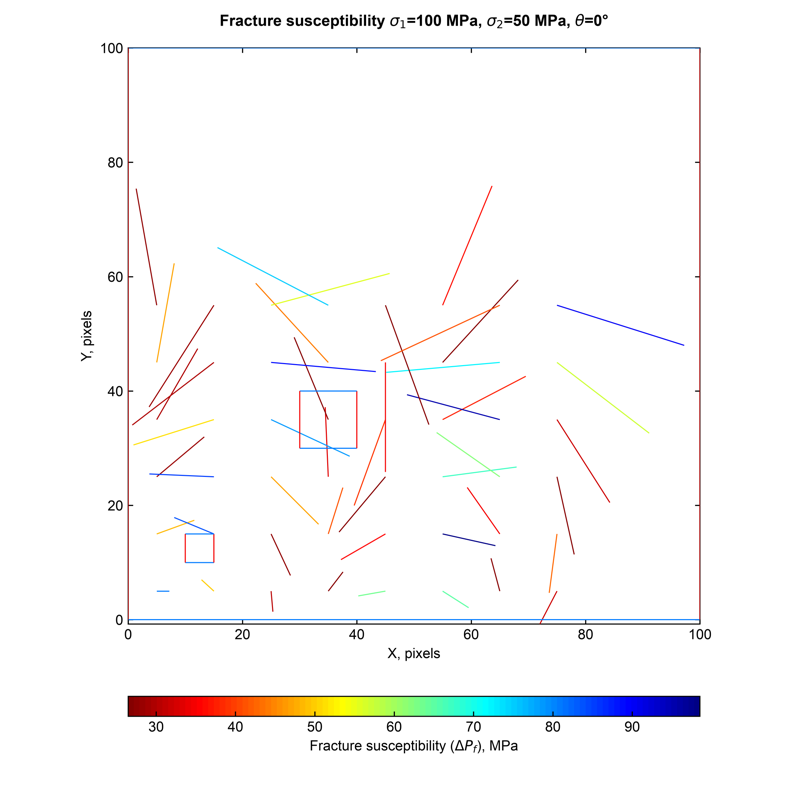 Fracture susceptibility σ₁=100 MPa, σ₂=50 MPa, θ=0°
100
80
60
40
20
0
Y, pixels
0 20 40 60 80 100
X, pixels
30 40 50 60 70 80 90
Fracture susceptibility (ΔP_f), MPa